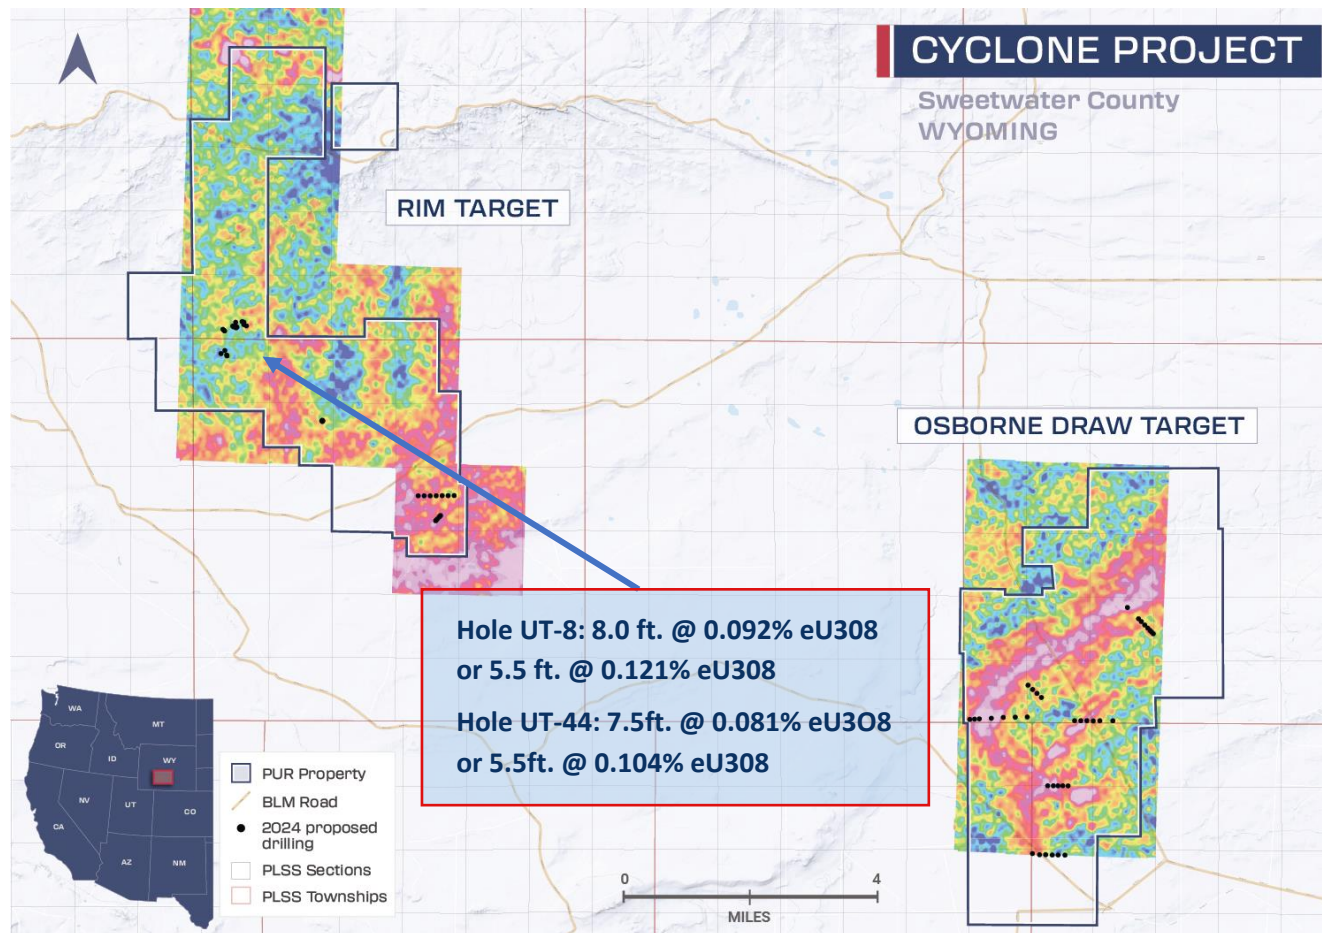 CYCLONE PROJECT
Sweetwater County
WYOMING
RIM TARGET
OSBORNE DRAW TARGET
Hole UT-8: 8.0 ft. @ 0.092% eU308
or 5.5 ft. @ 0.121% eU308
Hole UT-44: 7.5ft. @ 0.081% eU3O8
or 5.5ft. @ 0.104% eU308
WA
MT
OR
ID
WY
NV
UT
CO
CA
AZ
NM
PUR Property
BLM Road
2024 proposed
drilling
PLSS Sections
PLSS Townships
0 4
MILES